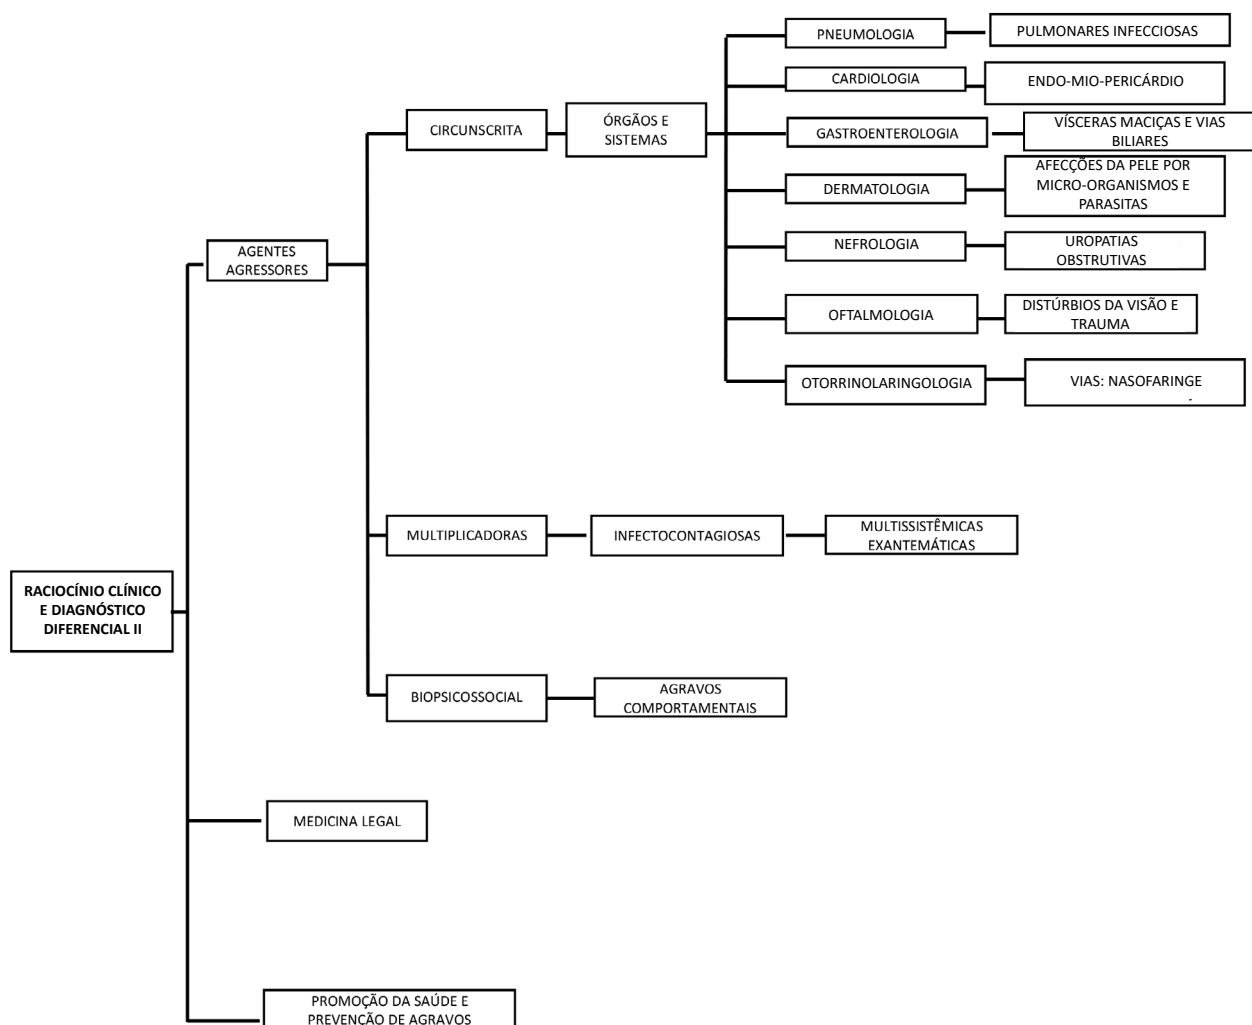 PNEUMOLOGIA
PULMONARES INFECCIOSAS
CARDIOLOGIA
ENDO-MIO-PERICÁRDIO
CIRCUNSCRITA
ÓRGÃOS E
SISTEMAS
GASTROENTEROLOGIA
VÍSCERAS MACIÇAS E VIAS
BILIARES
DERMATOLOGIA
AFECÇÕES DA PELE POR
MICRO-ORGANISMOS E
PARASITAS
AGENTES
AGRESSORES
NEFROLOGIA
UROPATIAS
OBSTRUTIVAS
OFTALMOLOGIA
DISTÚRBIOS DA VISÃO E
TRAUMA
OTORRINOLARINGOLOGIA
VIAS: NASOFARINGE
MULTIPLICADORAS
INFECTOCONTAGIOSAS
MULTISSISTÊMICAS
EXANTEMÁTICAS
RACIOCÍNIO CLÍNICO
E DIAGNÓSTICO
DIFERENCIAL II
BIOPSICOSSOCIAL
AGRAVOS
COMPORTAMENTAIS
MEDICINA LEGAL
PROMOÇÃO DA SAÚDE E
PREVENÇÃO DE AGRAVOS